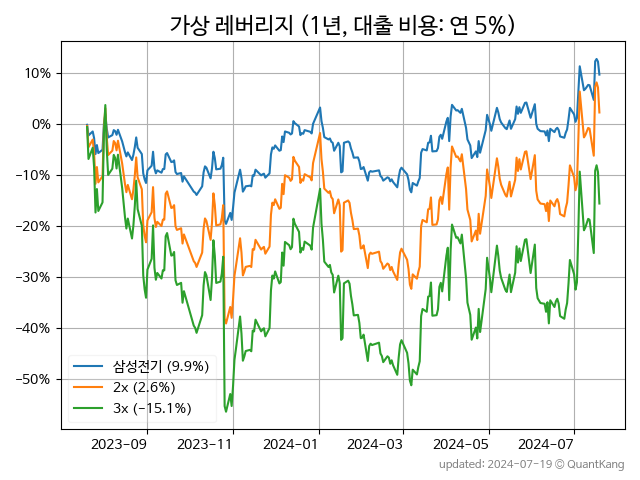 가상 레버리지 (1년, 대출 비용: 연 5%)
10%
0%
−10%
−20%
−30%
−40%
−50%
삼성전기 (9.9%)
2x (2.6%)
3x (−15.1%)
2023-09
2023-11
2024-01
2024-03
2024-05
2024-07
updated: 2024-07-19 © QuantKang